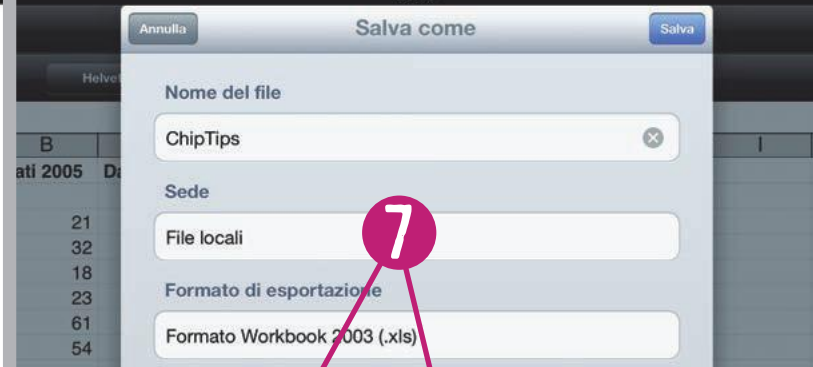 Annulla Salva come Salva
Helvet
Nome del file
B I
ChipTips
ati 2005 Da
Sede
21
File locali
32
7
18
Formato di esportazione
23
61
Formato Workbook 2003 (.xls)
54